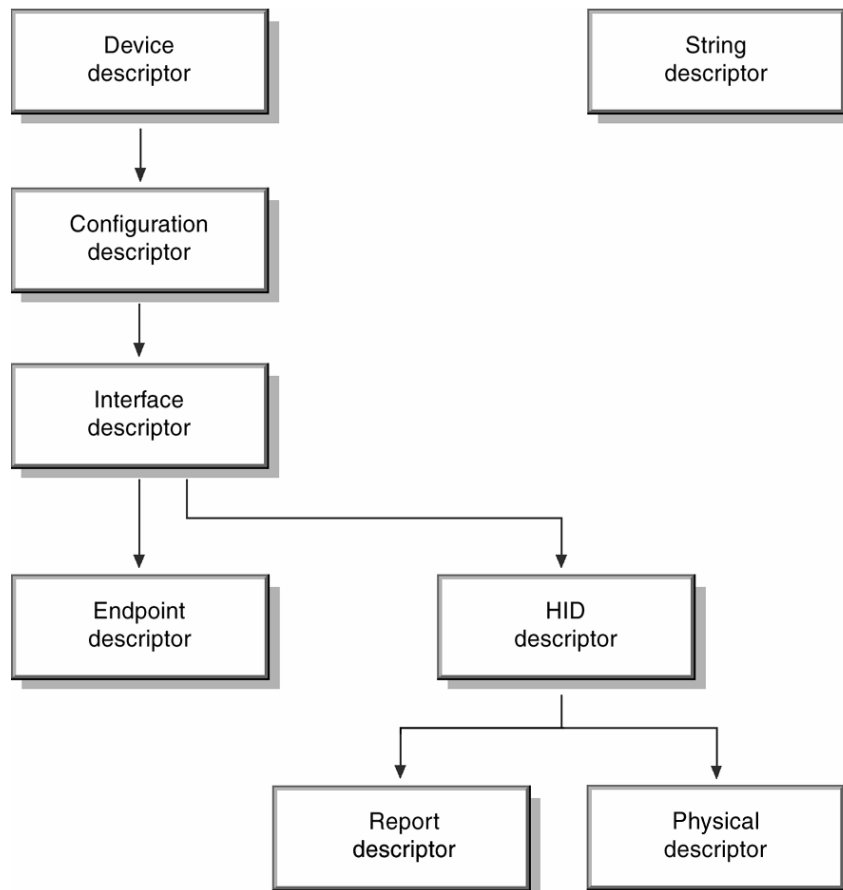 Device
descriptor
String
descriptor
Configuration
descriptor
Interface
descriptor
Endpoint
descriptor
HID
descriptor
Report
descriptor
Physical
descriptor